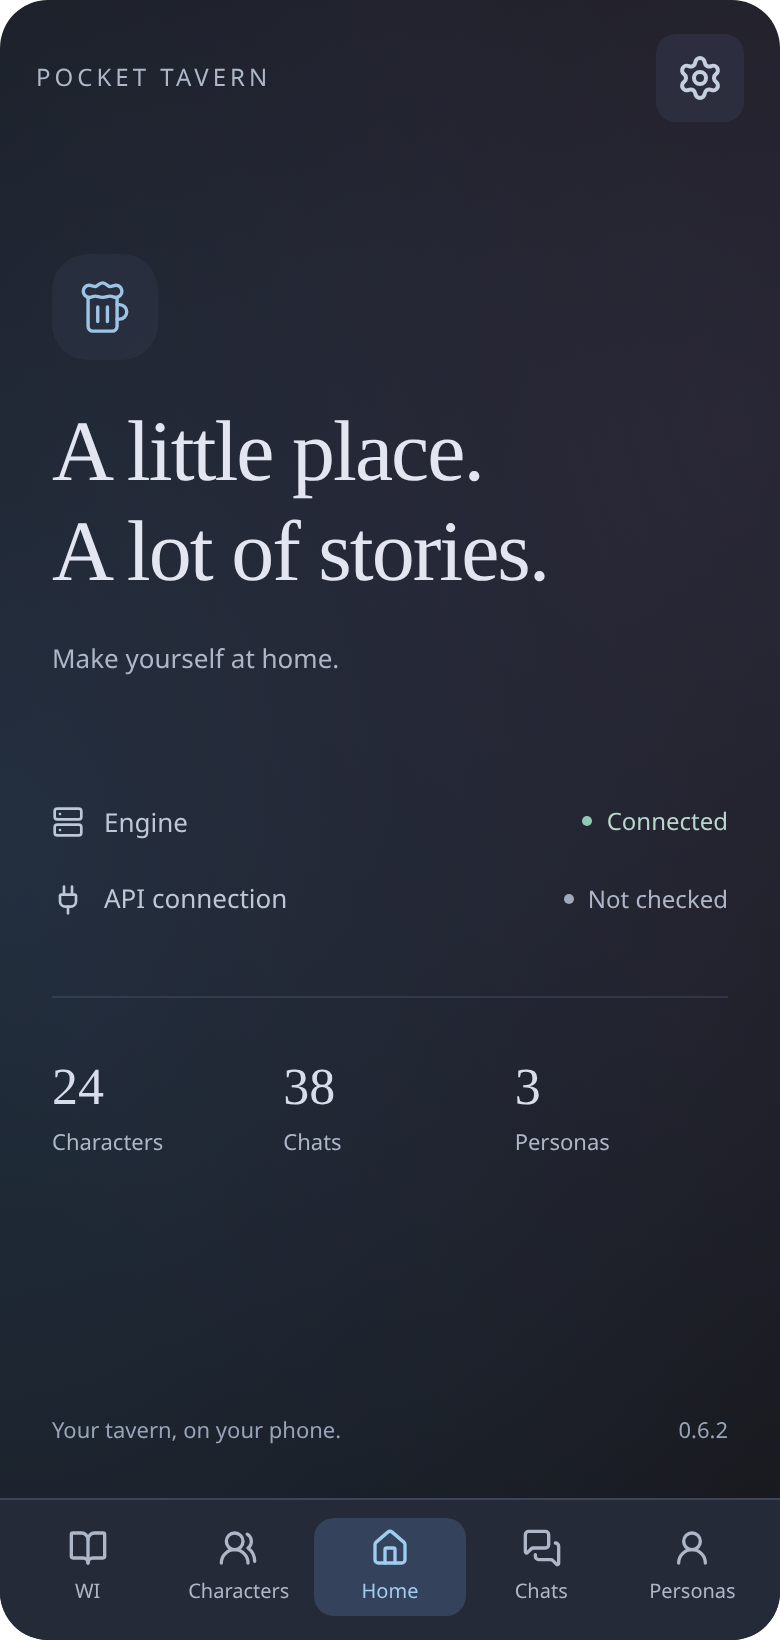 POCKET TAVERN
A little place.
A lot of stories.
Make yourself at home.
Engine
Connected
API connection
Not checked
24
Characters
38
Chats
3
Personas
Your tavern, on your phone.
0.6.2
WI
Characters
Home
Chats
Personas